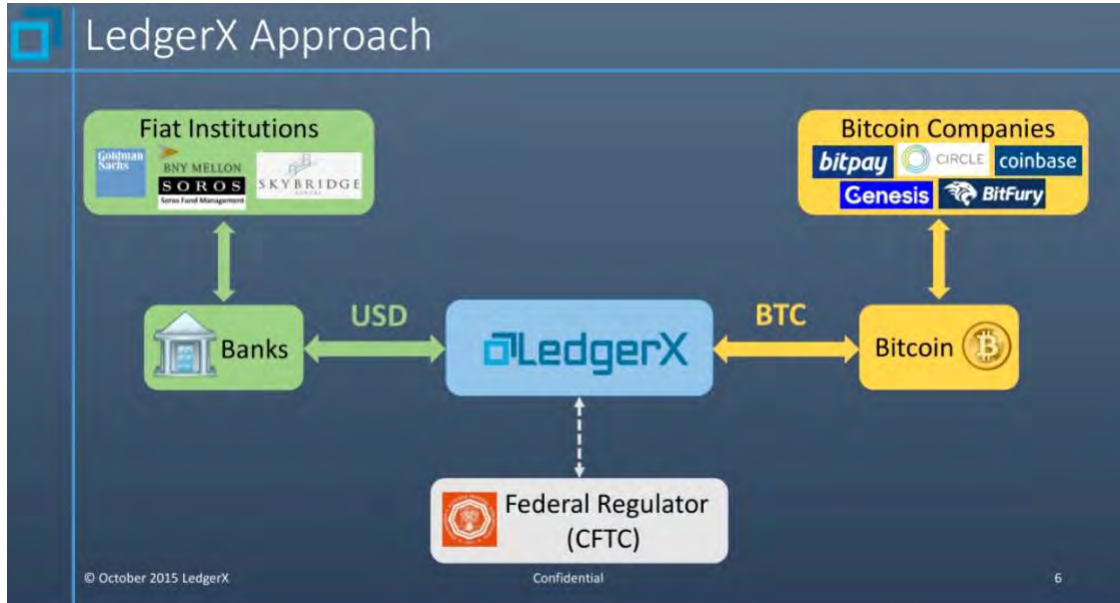 LedgerX Approach
Fiat Institutions
Goldman
Sachs
BNY MELLON
SOROS
Soros Fund Management
SKYBRIDGE
Bitcoin Companies
bitpay
CIRCLE
coinbase
Genesis
BitFury
Banks
USD
LedgerX
BTC
Bitcoin
Federal Regulator
(CFTC)
© October 2015 LedgerX
Confidential
6